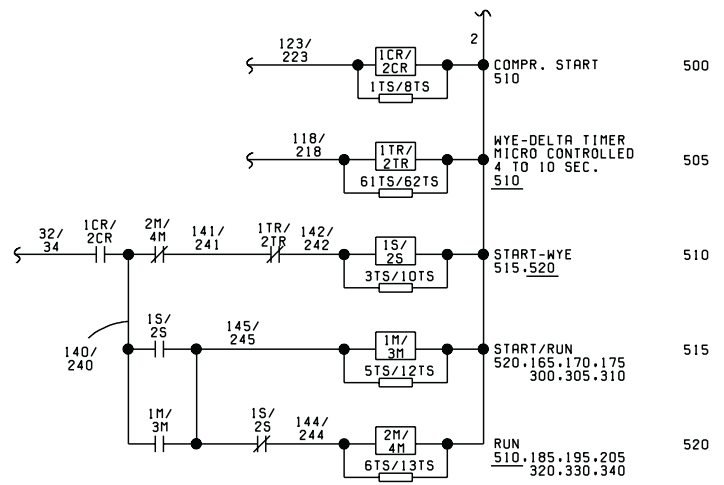 2
123/
223
1CR/
2CR
1TS/8TS
COMPR. START
510
500
118/
218
1TR/
2TR
61TS/62TS
WYE-DELTA TIMER
MICRO CONTROLLED
4 TO 10 SEC.
510
505
32/
34
1CR/
2CR
2M/
4M
141/
241
1TR/
2TR
142/
242
1S/
2S
3TS/10TS
START-WYE
515.520
510
140/
240
1S/
2S
145/
245
1M/
3M
5TS/12TS
START/RUN
520.165.170.175
300.305.310
515
1M/
3M
1S/
2S
144/
244
2M/
4M
6TS/13TS
RUN
510.185.195.205
320.330.340
520